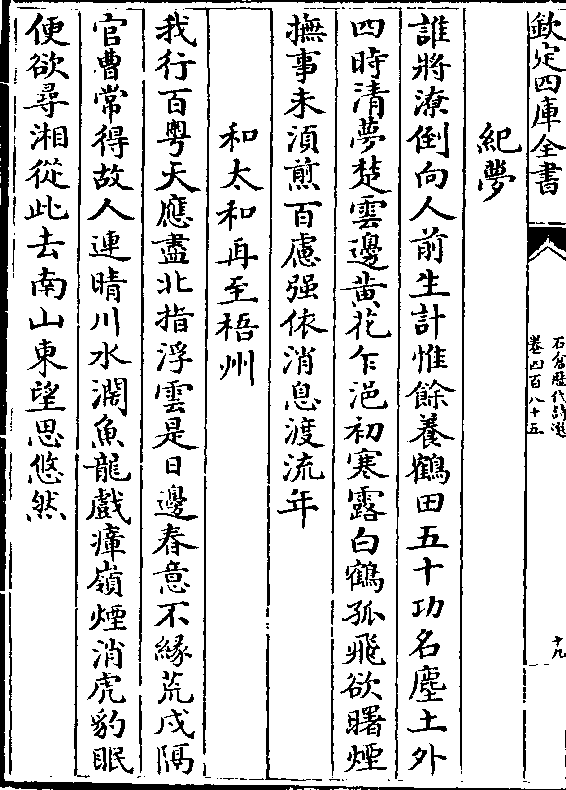 欽定四庫全書
石倉歷代詩選
卷四百八十五
十九
紀夢
誰將潦倒向人前生計惟餘養鶴田五十功名塵土外
四時清夢楚雲邊黄花乍浥初寒露白鶴孤飛欲曙煙
撫事未須煎百慮强依消息渡流年
和太和再至梧州
我行百粤天應盡北指浮雲是日邊春意不緣荒戍隔
官曹常得故人連晴川水濶魚龍戲瘴嶺煙消虎豹眠
便欲尋湘從此去南山東望思悠然